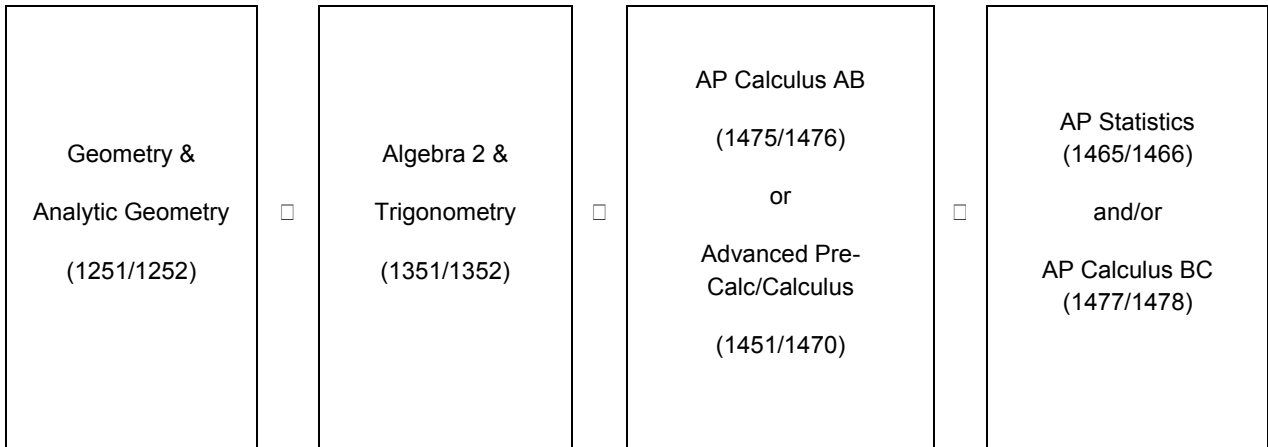 Geometry &
Analytic Geometry
(1251/1252)
Algebra 2 &
Trigonometry
(1351/1352)
AP Calculus AB
(1475/1476)
or
Advanced Pre-
Calc/Calculus
(1451/1470)
AP Statistics
(1465/1466)
and/or
AP Calculus BC
(1477/1478)